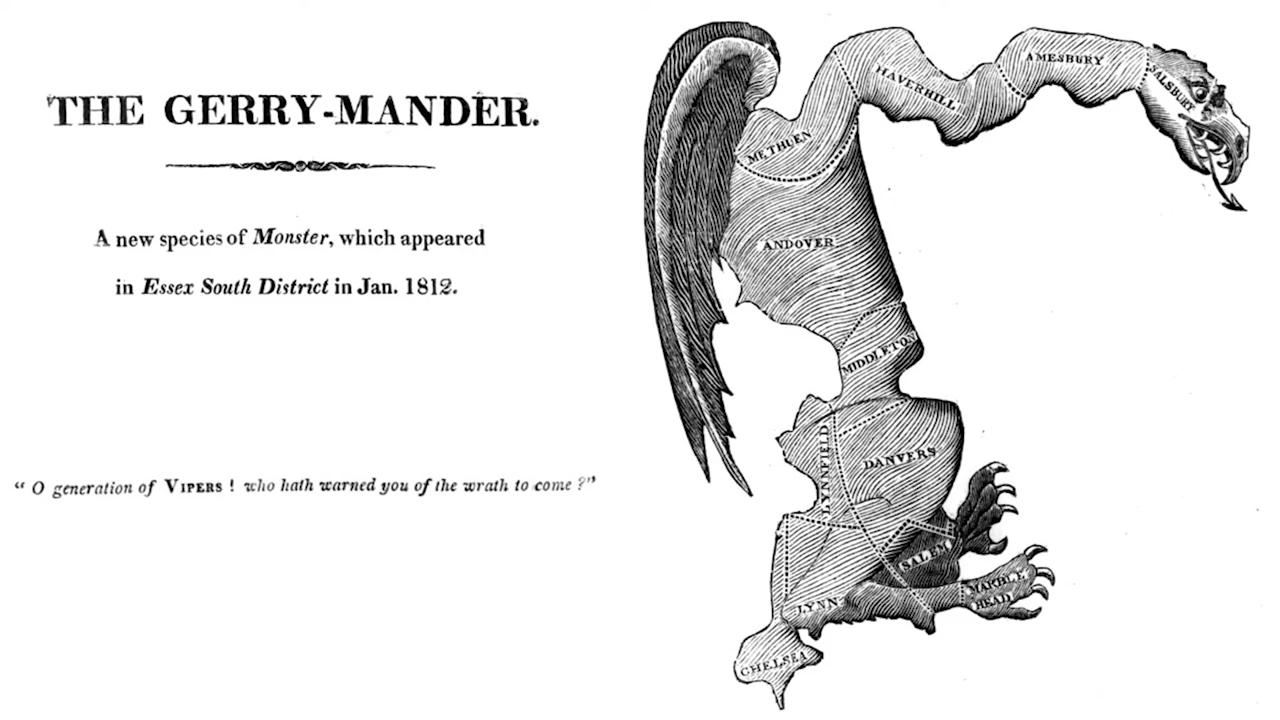 THE GERRY-MANDER.
A new species of Monster, which appeared
in Essex South District in Jan. 1812.
“ O generation of VIPERS ! who hath warned you of the wrath to come ?”
AMESBURY
SALSBURY
HAVERHILL
METHUEN
ANDOVER
MIDDLETON
LYNNFIELD
DANVERS
SALEM
MARBLE
HEAD
LYNN
CHELSEA